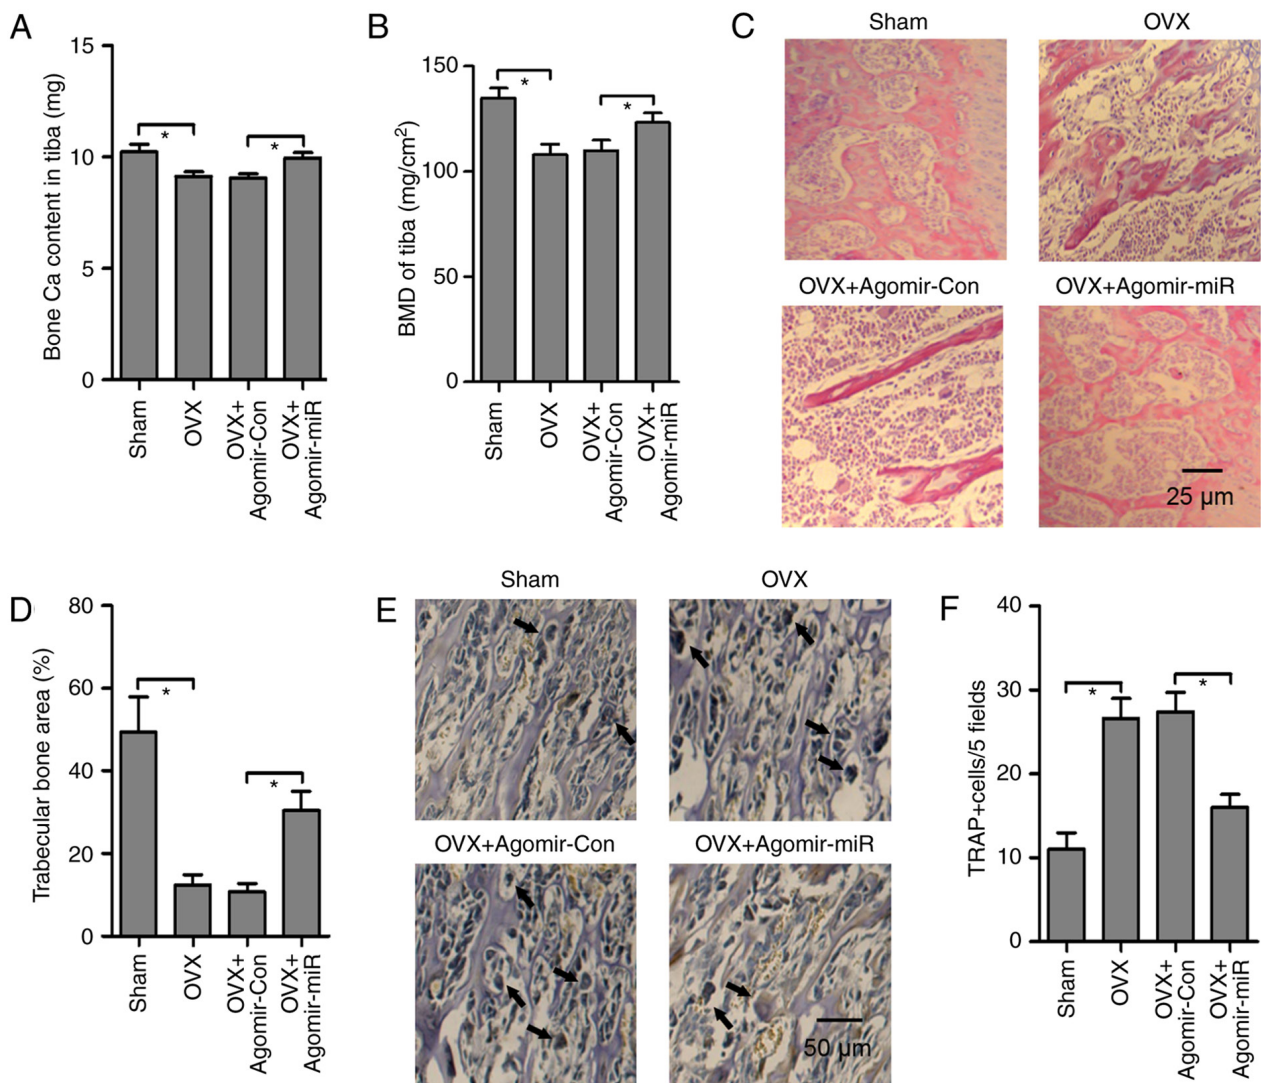 A
Bone Ca content in tiba (mg)
15
10
5
0
*
*
Sham
OVX
OVX+
Agomir-Con
OVX+
Agomir-miR
B
BMD of tiba (mg/cm²)
150
100
50
0
*
*
Sham
OVX
OVX+
Agomir-Con
OVX+
Agomir-miR
C
Sham
OVX
OVX+Agomir-Con
OVX+Agomir-miR
25 µm
D
Trabecular bone area (%)
80
60
40
20
0
*
*
Sham
OVX
OVX+
Agomir-Con
OVX+
Agomir-miR
E
Sham
OVX
OVX+Agomir-Con
OVX+Agomir-miR
50 µm
F
TRAP+cells/5 fields
40
30
20
10
0
*
*
Sham
OVX
OVX+
Agomir-Con
OVX+
Agomir-miR